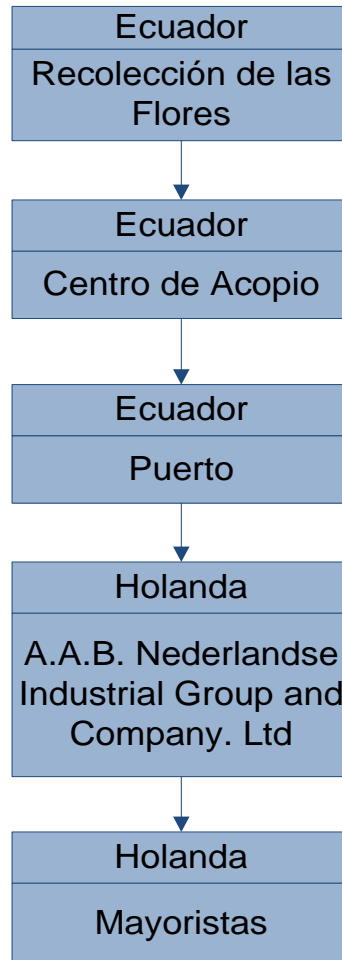 Ecuador
Recolección de las
Flores
Ecuador
Centro de Acopio
Ecuador
Puerto
Holanda
A.A.B. Nederlandse
Industrial Group and
Company. Ltd
Holanda
Mayoristas